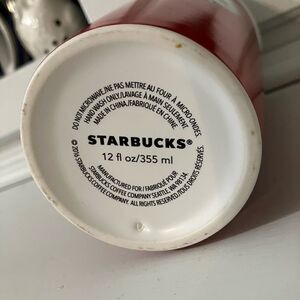 DO NOT MICROWAVE/NE PAS METTRE AU FOUR À MICRO-ONDES.
HAND WASH ONLY/LAVAGE À MAIN SEULEMENT.
MADE IN CHINA/FABRIQUÉ EN CHINE.
STARBUCKS®
12 fl oz/355 ml
MANUFACTURED FOR / FABRIQUÉ POUR
STARBUCKS COFFEE COMPANY, SEATTLE, WA 98134.
© 2016 STARBUCKS COFFEE COMPANY. ALL RIGHTS RESERVED./TOUS DROITS RÉSERVÉS.